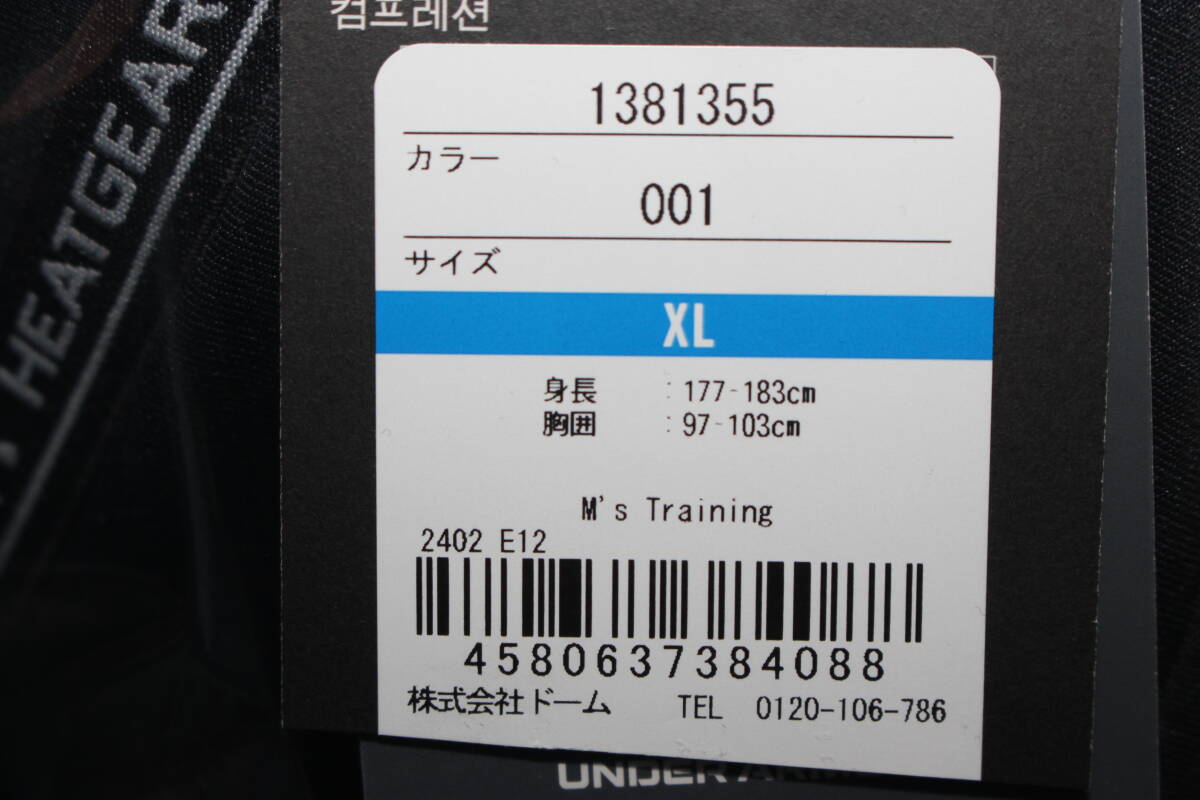 컴프레션
HEATGEAR
1381355
カラー
001
サイズ
XL
身長 : 177-183cm
胸囲 : 97-103cm
M's Training
2402 E12
4580637384088
株式会社ドーム TEL 0120-106-786
UNDER